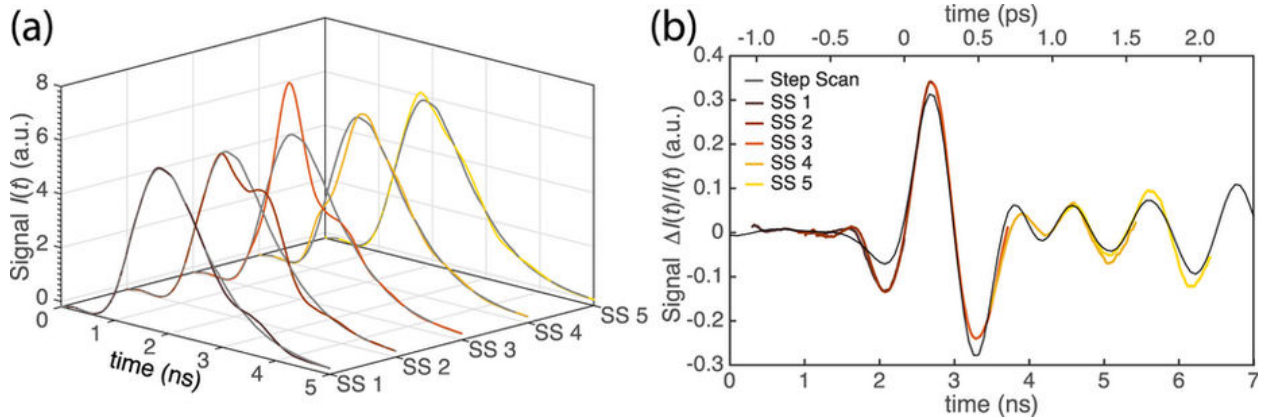 (a)
8
6
4
2
0
Signal I(t) (a.u.)
0
1
2
3
4
5
time (ns)
SS 1
SS 2
SS 3
SS 4
SS 5
(b)
time (ps)
-1.0
-0.5
0
0.5
1.0
1.5
2.0
0.4
0.3
0.2
0.1
0
-0.1
-0.2
-0.3
Signal ΔI(t)/I(t) (a.u.)
Step Scan
SS 1
SS 2
SS 3
SS 4
SS 5
0
1
2
3
4
5
6
7
time (ns)